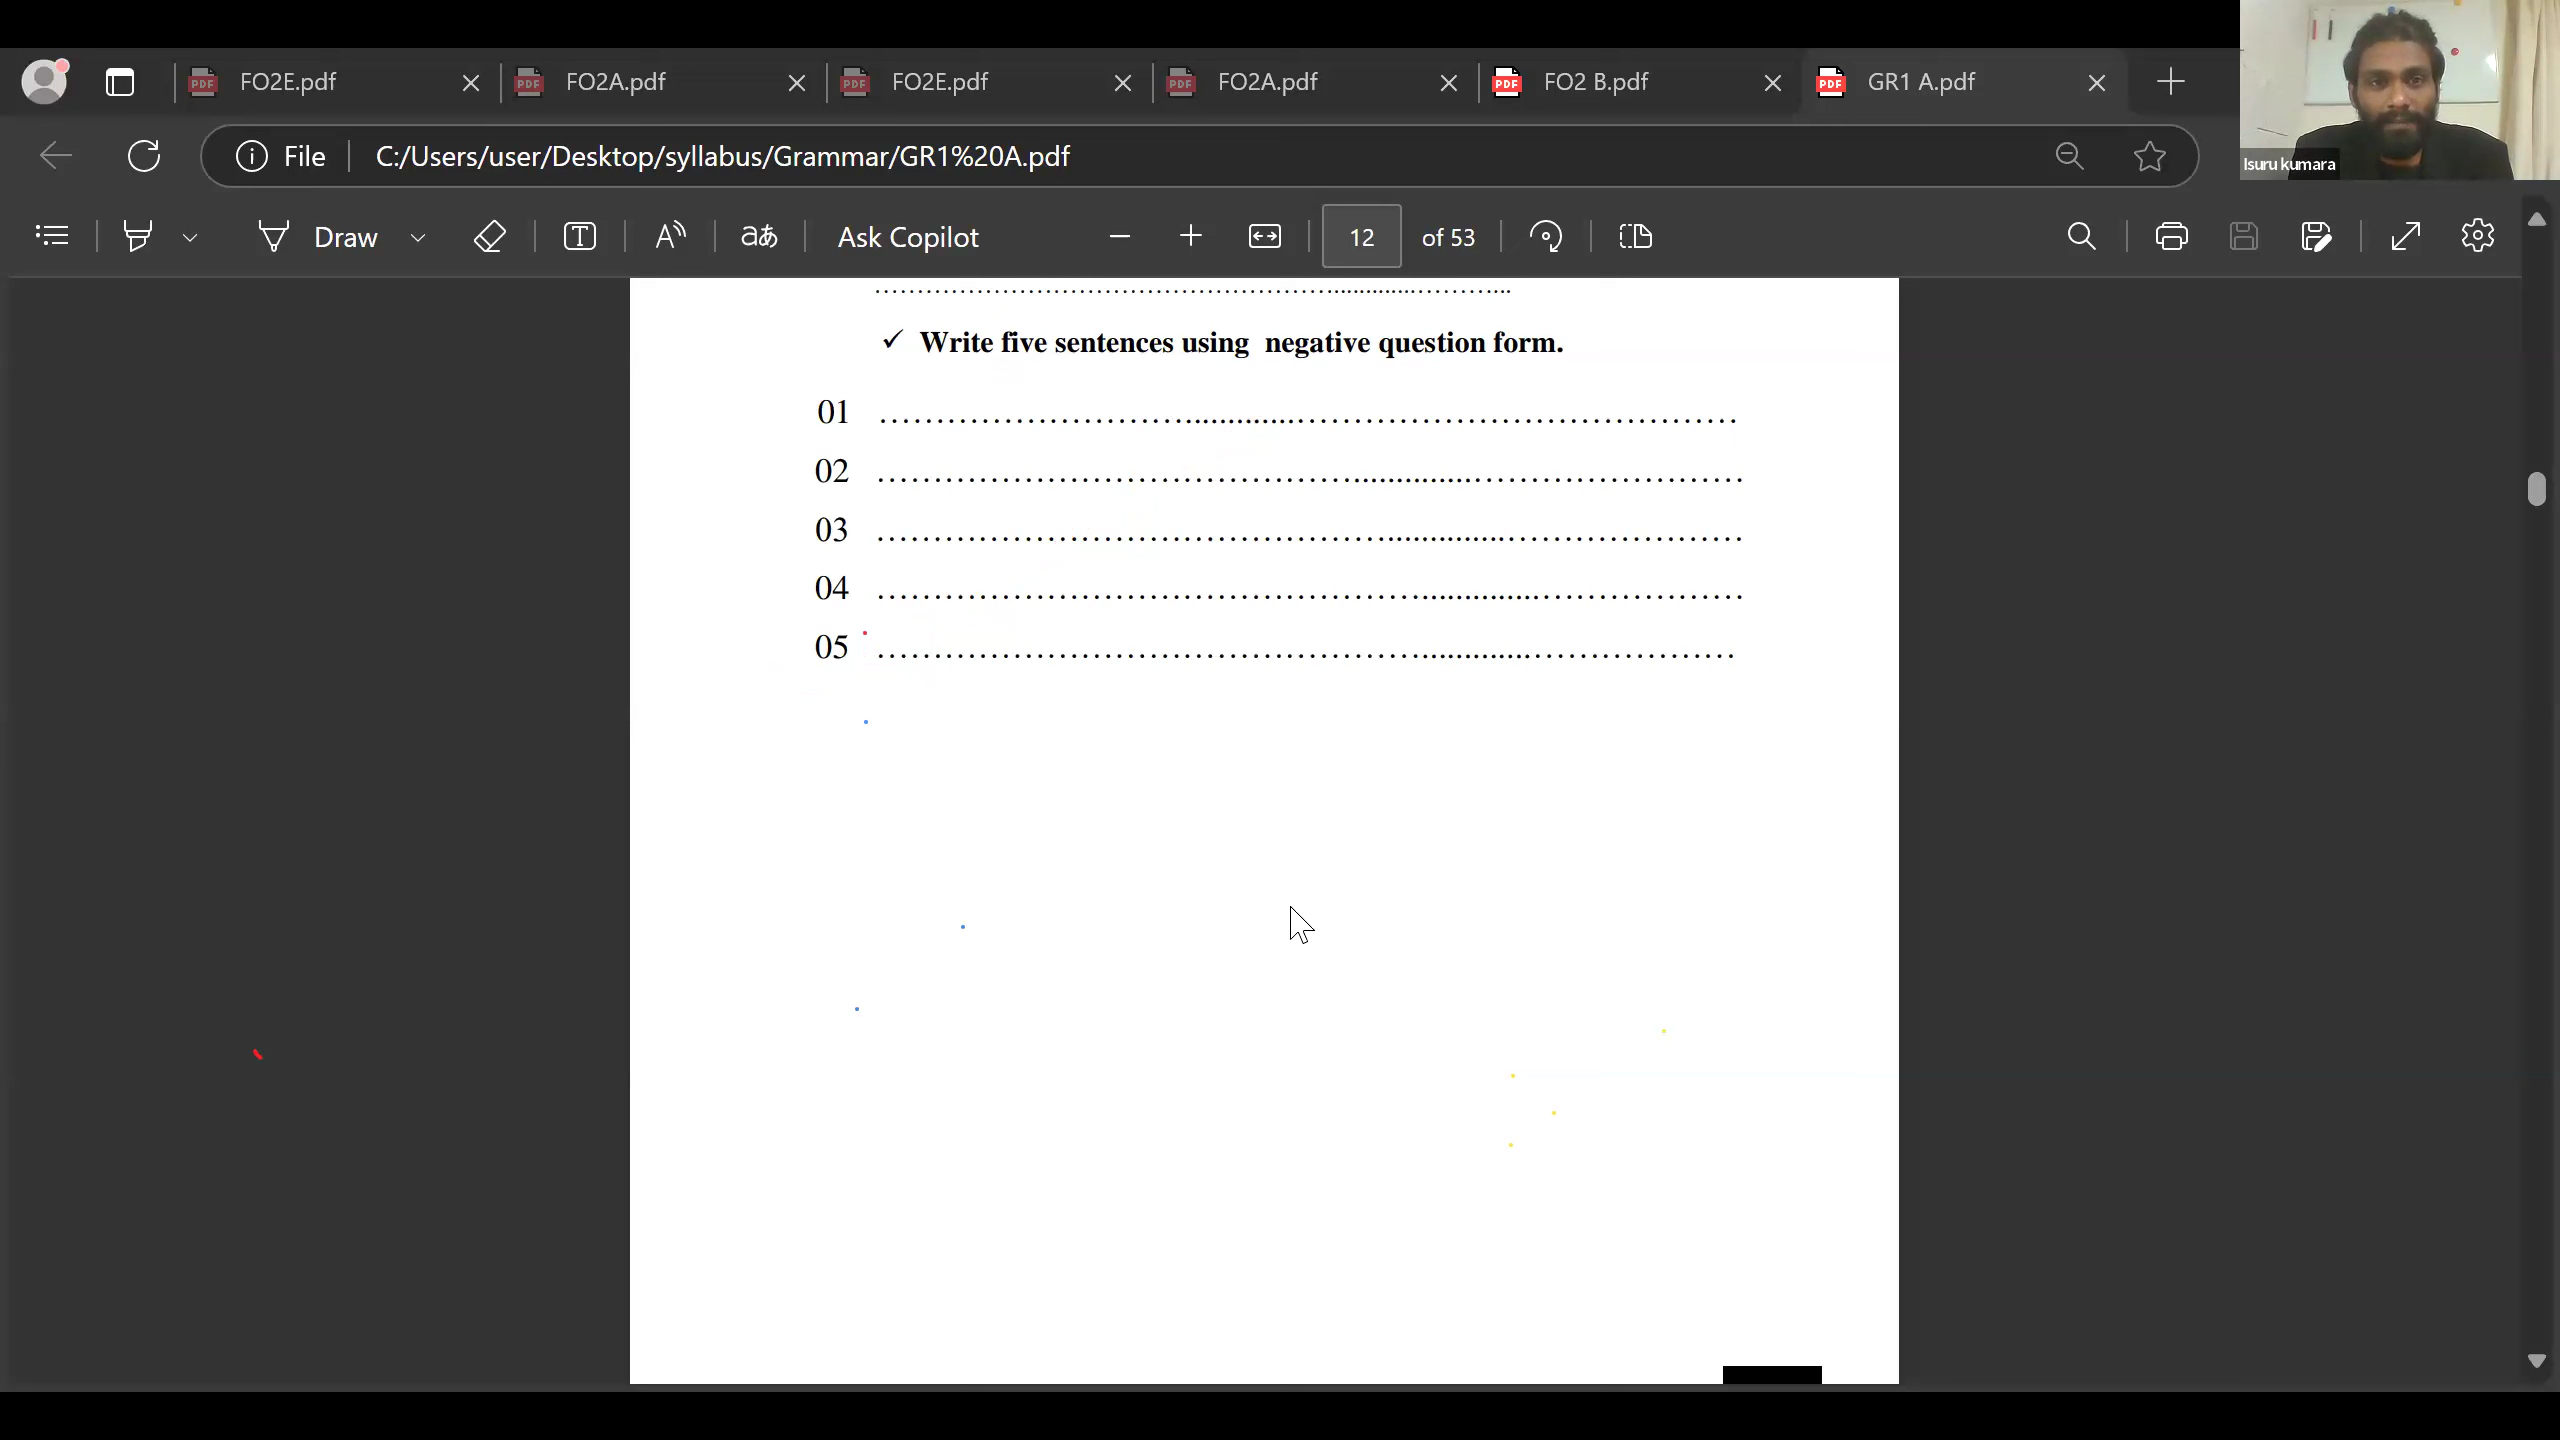 FO2E.pdf FO2A.pdf FO2E.pdf FO2A.pdf FO2 B.pdf GR1 A.pdf
File C:/Users/user/Desktop/syllabus/Grammar/GR1%20A.pdf
Isuru kumara
Draw aあ Ask Copilot 12 of 53
....................................................................................
✓ Write five sentences using negative question form.
01 ....................................................................................
02 ....................................................................................
03 ....................................................................................
04 ....................................................................................
05 ....................................................................................